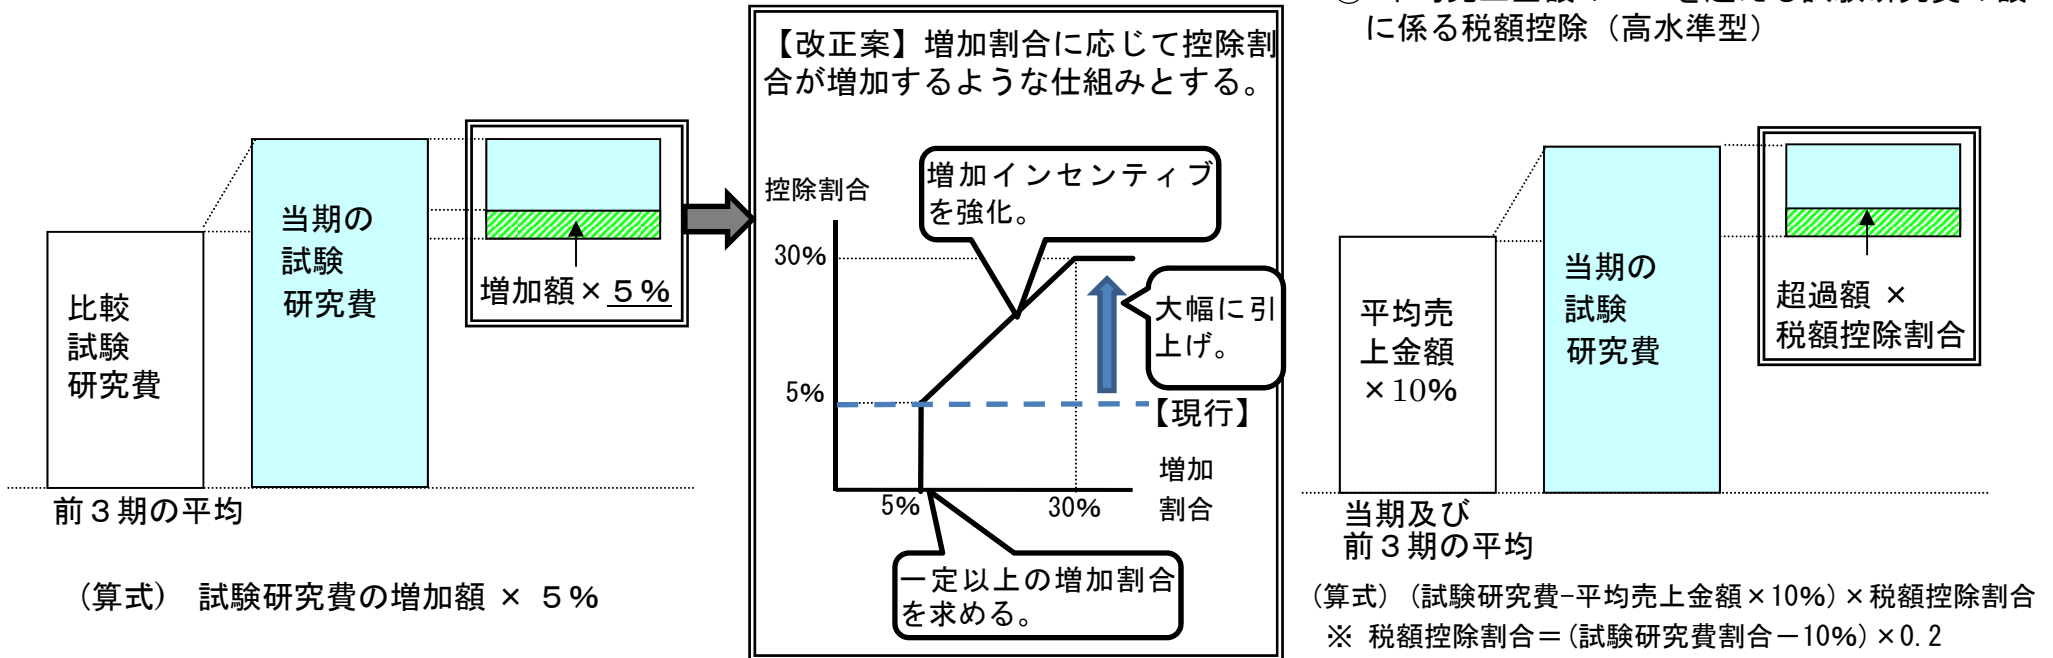 比較
試験
研究費
前３期の平均
当期の
試験
研究費
増加額×５％
（算式） 試験研究費の増加額 × ５％
【改正案】増加割合に応じて控除割
合が増加するような仕組みとする。
控除割合
増加インセンティブ
を強化。
30%
大幅に引
上げ。
5%
【現行】
5%
30%
増加
割合
一定以上の増加割合
を求める。
に係る税額控除（高水準型）
平均売
上金額
×10%
当期及び
前３期の平均
当期の
試験
研究費
超過額 ×
税額控除割合
（算式）（試験研究費−平均売上金額×10%）×税額控除割合
※ 税額控除割合＝（試験研究費割合－10%）×0.2